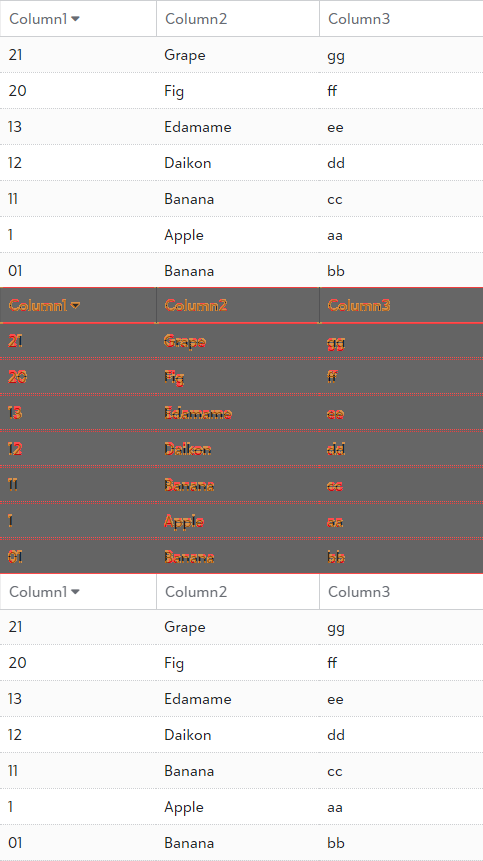 Column1 Column2 Column3
21 Grape gg
20 Fig ff
13 Edamame ee
12 Daikon dd
11 Banana cc
1 Apple aa
01 Banana bb
Column1 Column2 Column3
21 Grape gg
20 Fig ff
13 Edamame ee
12 Daikon dd
11 Banana cc
1 Apple aa
01 Banana bb
Column1 Column2 Column3
21 Grape gg
20 Fig ff
13 Edamame ee
12 Daikon dd
11 Banana cc
1 Apple aa
01 Banana bb